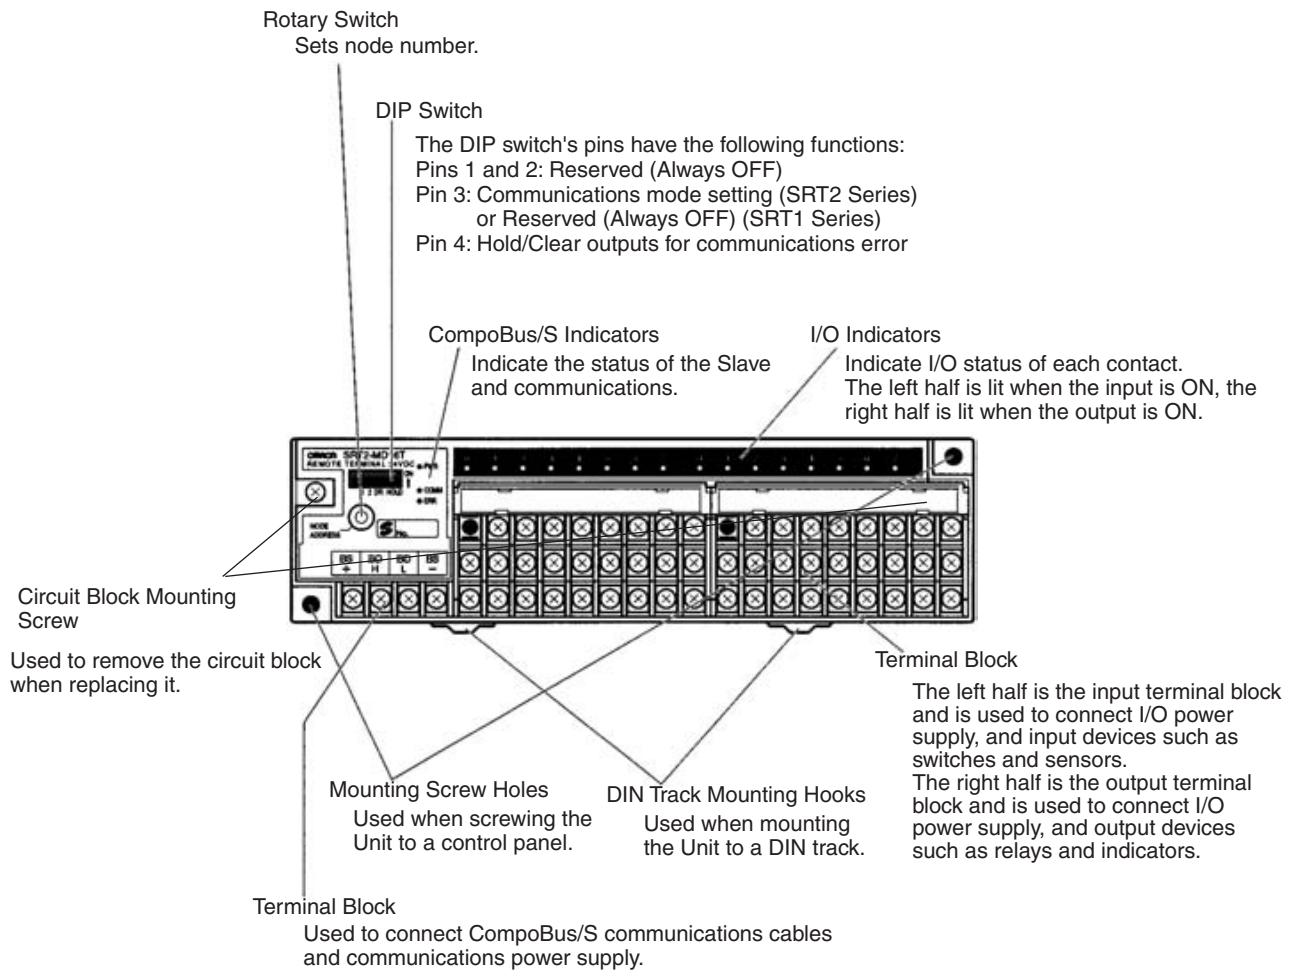 Rotary Switch
Sets node number.
DIP Switch
The DIP switch's pins have the following functions:
Pins 1 and 2: Reserved (Always OFF)
Pin 3: Communications mode setting (SRT2 Series)
or Reserved (Always OFF) (SRT1 Series)
Pin 4: Hold/Clear outputs for communications error
CompoBus/S Indicators
Indicate the status of the Slave
and communications.
I/O Indicators
Indicate I/O status of each contact.
The left half is lit when the input is ON, the
right half is lit when the output is ON.
OMRON SRT2-MD16T
REMOTE TERMINAL 24VDC
PWR
ON
HOLD
COMM
ERR
NODE
ADDRESS
BS BD BD BS
+ H L −
Circuit Block Mounting
Screw
Used to remove the circuit block
when replacing it.
Terminal Block
The left half is the input terminal block
and is used to connect I/O power
supply, and input devices such as
switches and sensors.
The right half is the output terminal
block and is used to connect I/O
power supply, and output devices
such as relays and indicators.
Mounting Screw Holes
Used when screwing the
Unit to a control panel.
DIN Track Mounting Hooks
Used when mounting
the Unit to a DIN track.
Terminal Block
Used to connect CompoBus/S communications cables
and communications power supply.